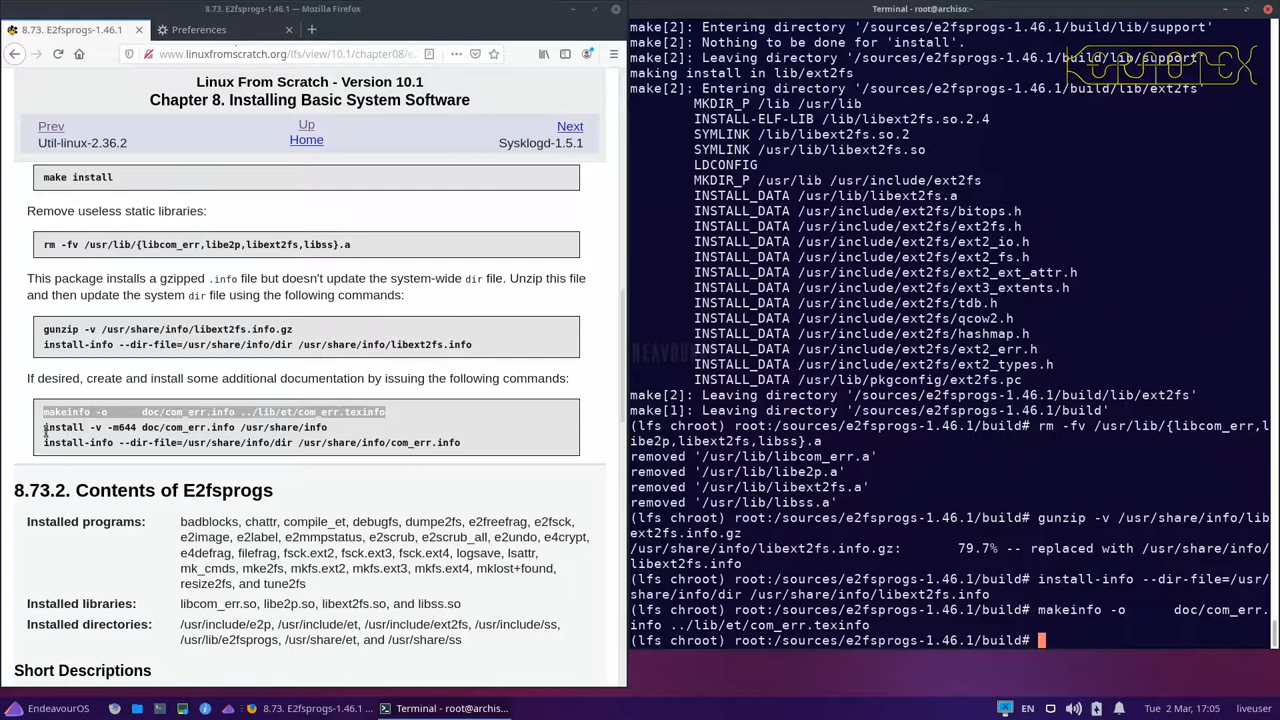 8.73. E2fsprogs-1.46.1 — Mozilla Firefox
8.73. E2fsprogs-1.46.1
Preferences
www.linuxfromscratch.org/lfs/view/10.1/chapter08/e
Linux From Scratch - Version 10.1
Chapter 8. Installing Basic System Software
Prev
Up
Next
Util-linux-2.36.2
Home
Sysklogd-1.5.1
make install
Remove useless static libraries:
rm -fv /usr/lib/{libcom_err,libe2p,libext2fs,libss}.a
This package installs a gzipped .info file but doesn't update the system-wide dir file. Unzip this file
and then update the system dir file using the following commands:
gunzip -v /usr/share/info/libext2fs.info.gz
install-info --dir-file=/usr/share/info/dir /usr/share/info/libext2fs.info
If desired, create and install some additional documentation by issuing the following commands:
makeinfo -o      doc/com_err.info ../lib/et/com_err.texinfo
install -v -m644 doc/com_err.info /usr/share/info
install-info --dir-file=/usr/share/info/dir /usr/share/info/com_err.info
8.73.2. Contents of E2fsprogs
Installed programs:
badblocks, chattr, compile_et, debugfs, dumpe2fs, e2freefrag, e2fsck,
e2image, e2label, e2mmpstatus, e2scrub, e2scrub_all, e2undo, e4crypt,
e4defrag, filefrag, fsck.ext2, fsck.ext3, fsck.ext4, logsave, lsattr,
mk_cmds, mke2fs, mkfs.ext2, mkfs.ext3, mkfs.ext4, mklost+found,
resize2fs, and tune2fs
Installed libraries:
libcom_err.so, libe2p.so, libext2fs.so, and libss.so
Installed directories:
/usr/include/e2p, /usr/include/et, /usr/include/ext2fs, /usr/include/ss,
/usr/lib/e2fsprogs, /usr/share/et, and /usr/share/ss
Short Descriptions
Terminal - root@archiso:~
make[2]: Entering directory '/sources/e2fsprogs-1.46.1/build/lib/support'
make[2]: Nothing to be done for 'install'.
make[2]: Leaving directory '/sources/e2fsprogs-1.46.1/build/lib/support'
making install in lib/ext2fs
make[2]: Entering directory '/sources/e2fsprogs-1.46.1/build/lib/ext2fs'
MKDIR_P /lib /usr/lib
INSTALL-ELF-LIB /lib/libext2fs.so.2.4
SYMLINK /lib/libext2fs.so.2
SYMLINK /usr/lib/libext2fs.so
LDCONFIG
MKDIR_P /usr/lib /usr/include/ext2fs
INSTALL_DATA /usr/lib/libext2fs.a
INSTALL_DATA /usr/include/ext2fs/bitops.h
INSTALL_DATA /usr/include/ext2fs/ext2fs.h
INSTALL_DATA /usr/include/ext2fs/ext2_io.h
INSTALL_DATA /usr/include/ext2fs/ext2_fs.h
INSTALL_DATA /usr/include/ext2fs/ext2_ext_attr.h
INSTALL_DATA /usr/include/ext2fs/ext3_extents.h
INSTALL_DATA /usr/include/ext2fs/tdb.h
INSTALL_DATA /usr/include/ext2fs/qcow2.h
INSTALL_DATA /usr/include/ext2fs/hashmap.h
INSTALL_DATA /usr/include/ext2fs/ext2_err.h
INSTALL_DATA /usr/include/ext2fs/ext2_types.h
INSTALL_DATA /usr/lib/pkgconfig/ext2fs.pc
make[2]: Leaving directory '/sources/e2fsprogs-1.46.1/build/lib/ext2fs'
make[1]: Leaving directory '/sources/e2fsprogs-1.46.1/build'
(lfs chroot) root:/sources/e2fsprogs-1.46.1/build# rm -fv /usr/lib/{libcom_err,l
ibe2p,libext2fs,libss}.a
removed '/usr/lib/libcom_err.a'
removed '/usr/lib/libe2p.a'
removed '/usr/lib/libext2fs.a'
removed '/usr/lib/libss.a'
(lfs chroot) root:/sources/e2fsprogs-1.46.1/build# gunzip -v /usr/share/info/lib
ext2fs.info.gz
/usr/share/info/libext2fs.info.gz:       79.7% -- replaced with /usr/share/info/
libext2fs.info
(lfs chroot) root:/sources/e2fsprogs-1.46.1/build# install-info --dir-file=/usr/
share/info/dir /usr/share/info/libext2fs.info
(lfs chroot) root:/sources/e2fsprogs-1.46.1/build# makeinfo -o      doc/com_err.
info ../lib/et/com_err.texinfo
(lfs chroot) root:/sources/e2fsprogs-1.46.1/build#
EndeavourOS
8.73. E2fsprogs-1.46.1 ...
Terminal - root@archiso...
EN
Tue 2 Mar, 17:05
liveuser